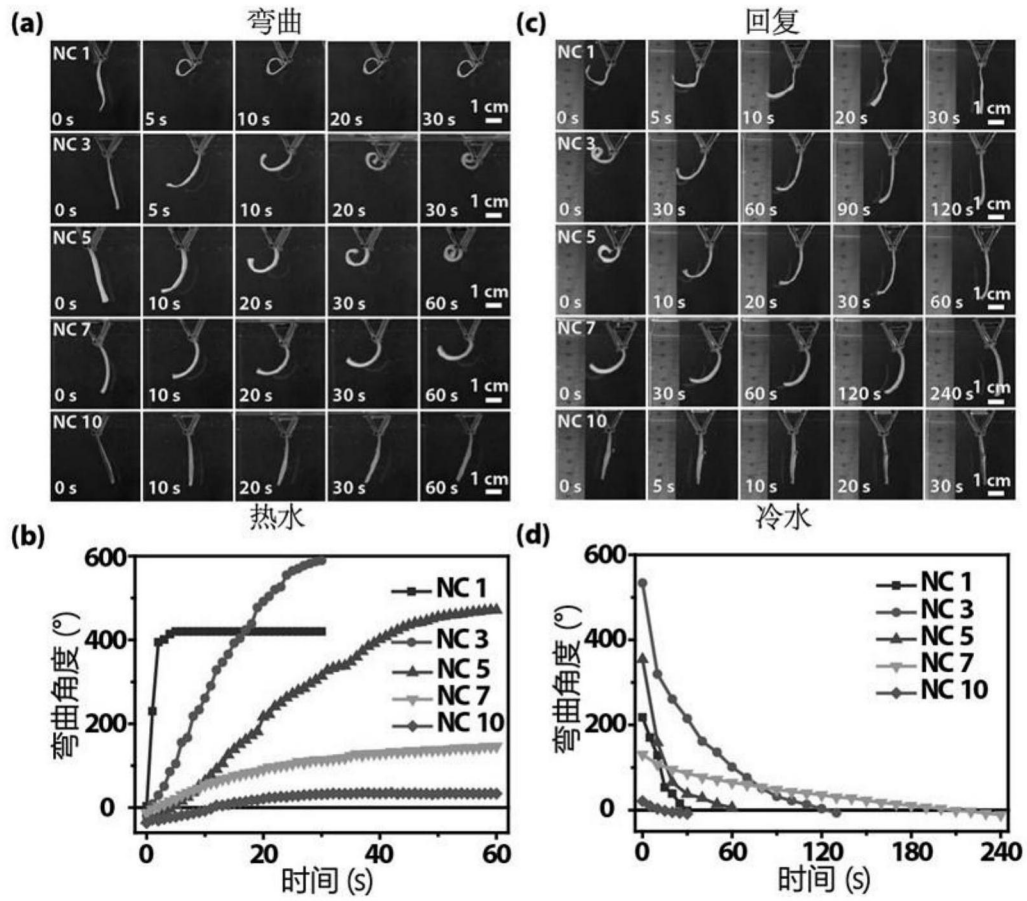 (a) 弯曲
NC 1
0 s 5 s 10 s 20 s 30 s 1 cm
NC 3
0 s 5 s 10 s 20 s 30 s 1 cm
NC 5
0 s 10 s 20 s 30 s 60 s 1 cm
NC 7
0 s 10 s 20 s 30 s 60 s 1 cm
NC 10
0 s 10 s 20 s 30 s 60 s 1 cm
热水
(c) 回复
NC 1
0 s 5 s 10 s 20 s 30 s 1 cm
NC 3
0 s 30 s 60 s 90 s 120 s 1 cm
NC 5
0 s 10 s 20 s 30 s 60 s 1 cm
NC 7
0 s 30 s 60 s 120 s 240 s 1 cm
NC 10
0 s 5 s 10 s 20 s 30 s 1 cm
冷水
(b)
弯曲角度 (°)
600
400
200
0
NC 1
NC 3
NC 5
NC 7
NC 10
0 20 40 60
时间 (s)
(d)
弯曲角度 (°)
600
400
200
0
NC 1
NC 3
NC 5
NC 7
NC 10
0 60 120 180 240
时间 (s)